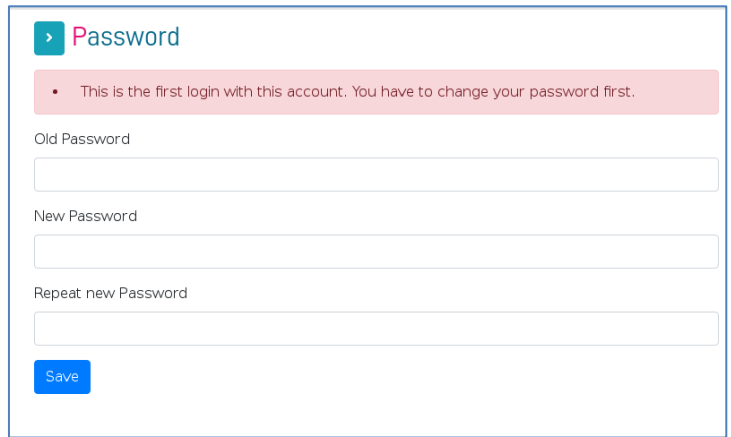 Password
This is the first login with this account. You have to change your password first.
Old Password
New Password
Repeat new Password
Save